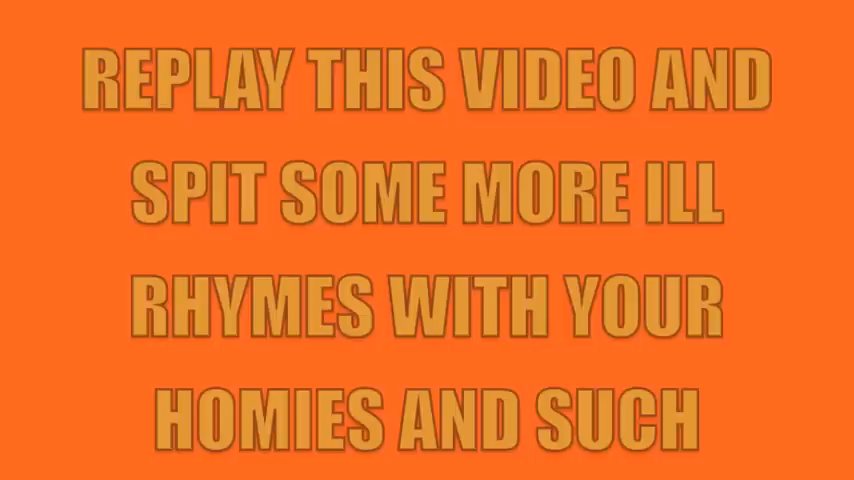 REPLAY THIS VIDEO AND
SPIT SOME MORE ILL
RHYMES WITH YOUR
HOMIES AND SUCH